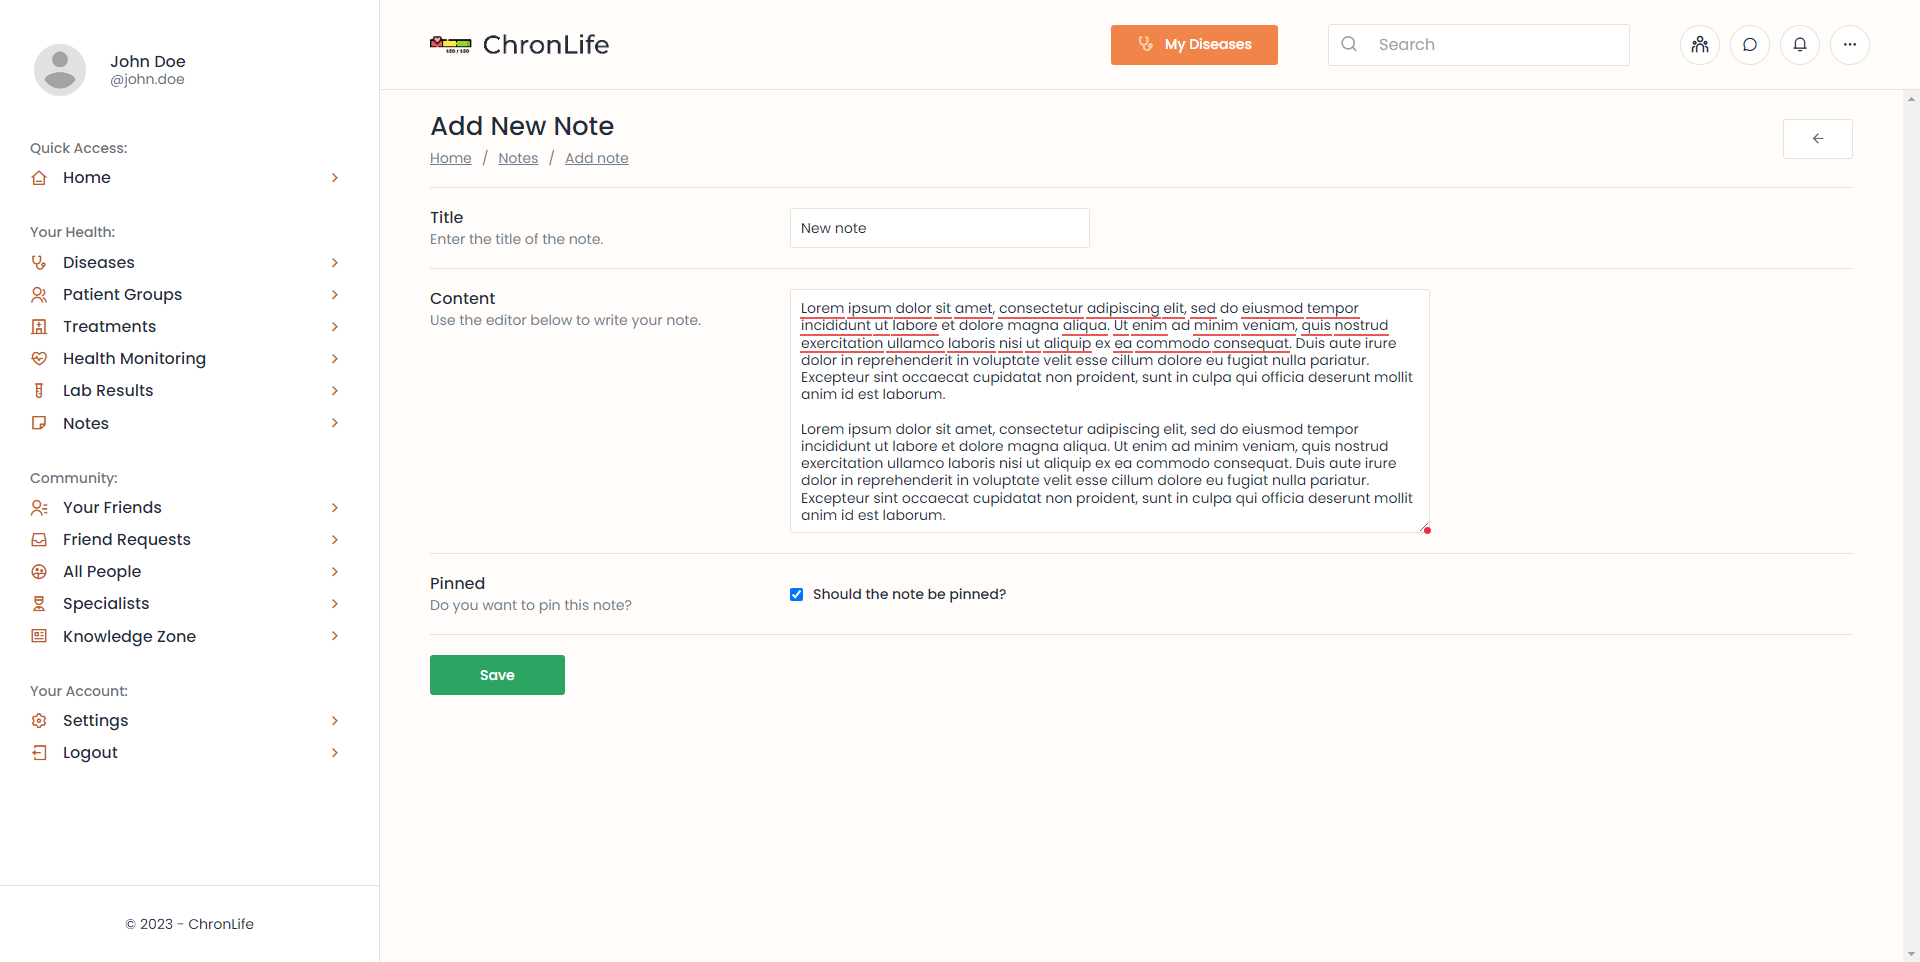 John Doe
@john.doe
Quick Access:
Home
Your Health:
Diseases
Patient Groups
Treatments
Health Monitoring
Lab Results
Notes
Community:
Your Friends
Friend Requests
All People
Specialists
Knowledge Zone
Your Account:
Settings
Logout
© 2023 - ChronLife
ChronLife
My Diseases
Search
Add New Note
Home / Notes / Add note
Title
Enter the title of the note.
New note
Content
Use the editor below to write your note.
Lorem ipsum dolor sit amet, consectetur adipiscing elit, sed do eiusmod tempor
incididunt ut labore et dolore magna aliqua. Ut enim ad minim veniam, quis nostrud
exercitation ullamco laboris nisi ut aliquip ex ea commodo consequat. Duis aute irure
dolor in reprehenderit in voluptate velit esse cillum dolore eu fugiat nulla pariatur.
Excepteur sint occaecat cupidatat non proident, sunt in culpa qui officia deserunt mollit
anim id est laborum.
Lorem ipsum dolor sit amet, consectetur adipiscing elit, sed do eiusmod tempor
incididunt ut labore et dolore magna aliqua. Ut enim ad minim veniam, quis nostrud
exercitation ullamco laboris nisi ut aliquip ex ea commodo consequat. Duis aute irure
dolor in reprehenderit in voluptate velit esse cillum dolore eu fugiat nulla pariatur.
Excepteur sint occaecat cupidatat non proident, sunt in culpa qui officia deserunt mollit
anim id est laborum.
Pinned
Do you want to pin this note?
Should the note be pinned?
Save